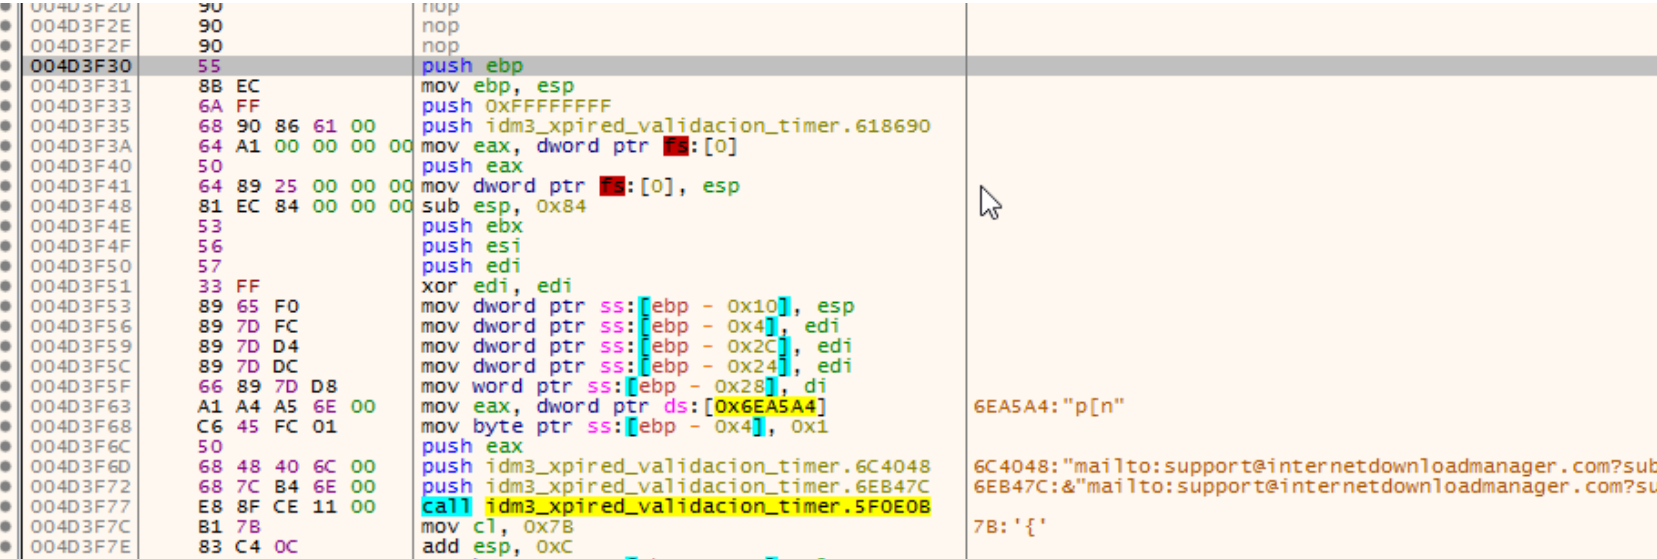 004D3F2D 90 nop
004D3F2E 90 nop
004D3F2F 90 nop
004D3F30 55 push ebp
004D3F31 8B EC mov ebp, esp
004D3F33 6A FF push 0xFFFFFFFF
004D3F35 68 90 86 61 00 push idm3_xpired_validacion_timer.618690
004D3F3A 64 A1 00 00 00 00 mov eax, dword ptr fs:[0]
004D3F40 50 push eax
004D3F41 64 89 25 00 00 00 mov dword ptr fs:[0], esp
004D3F48 81 EC 84 00 00 00 sub esp, 0x84
004D3F4E 53 push ebx
004D3F4F 56 push esi
004D3F50 57 push edi
004D3F51 33 FF xor edi, edi
004D3F53 89 65 F0 mov dword ptr ss:[ebp - 0x10], esp
004D3F56 89 7D FC mov dword ptr ss:[ebp - 0x4], edi
004D3F59 89 7D D4 mov dword ptr ss:[ebp - 0x2C], edi
004D3F5C 89 7D DC mov dword ptr ss:[ebp - 0x24], edi
004D3F5F 66 89 7D D8 mov word ptr ss:[ebp - 0x28], di
004D3F63 A1 A4 A5 6E 00 mov eax, dword ptr ds:[0x6EA5A4] 6EA5A4:"p[n"
004D3F68 C6 45 FC 01 mov byte ptr ss:[ebp - 0x4], 0x1
004D3F6C 50 push eax
004D3F6D 68 48 40 6C 00 push idm3_xpired_validacion_timer.6C4048 6C4048:"mailto:support@internetdownloadmanager.com?sub
004D3F72 68 7C B4 6E 00 push idm3_xpired_validacion_timer.6EB47C 6EB47C:&"mailto:support@internetdownloadmanager.com?su
004D3F77 E8 8F CE 11 00 call idm3_xpired_validacion_timer.5F0E0B
004D3F7C B1 7B mov cl, 0x7B 7B:'{'
004D3F7E 83 C4 0C add esp, 0xC